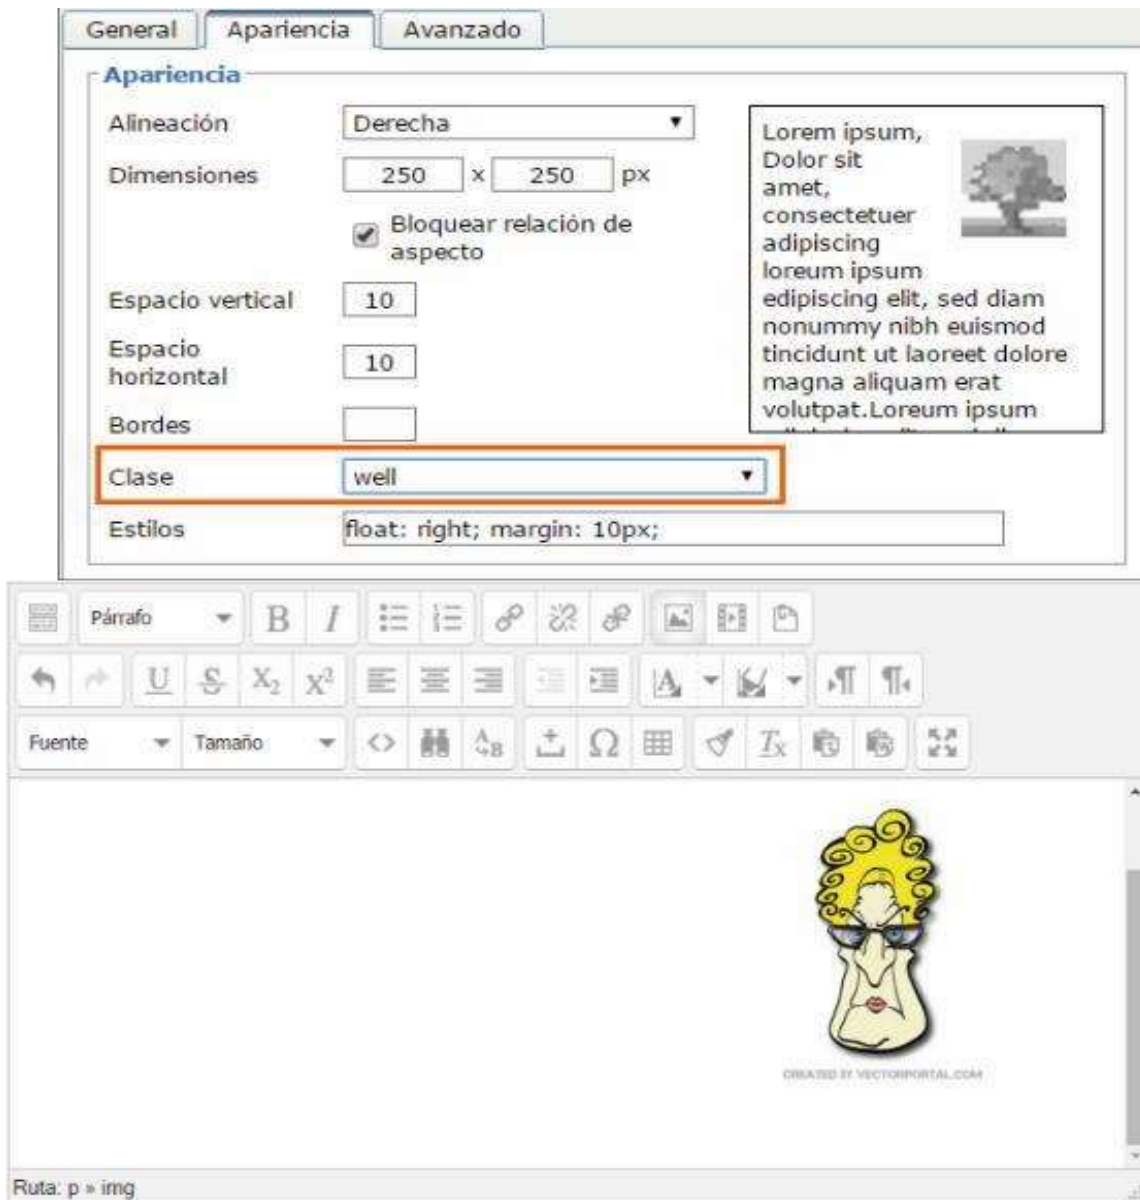 General Apariencia Avanzado
Apariencia
Alineación Derecha
Dimensiones 250 x 250 px
Bloquear relación de
aspecto
Espacio vertical 10
Espacio
horizontal 10
Bordes
Clase well
Estilos float: right; margin: 10px;
Lorem ipsum,
Dolor sit
amet,
consectetuer
adipiscing
loreum ipsum
edipiscing elit, sed diam
nonummy nibh euismod
tincidunt ut laoreet dolore
magna aliquam erat
volutpat.Loreum ipsum
Párrafo B I
U S X2 X2 A
Fuente Tamaño Ω Tx
CREATED BY VECTORPORTAL.COM
Ruta: p » img